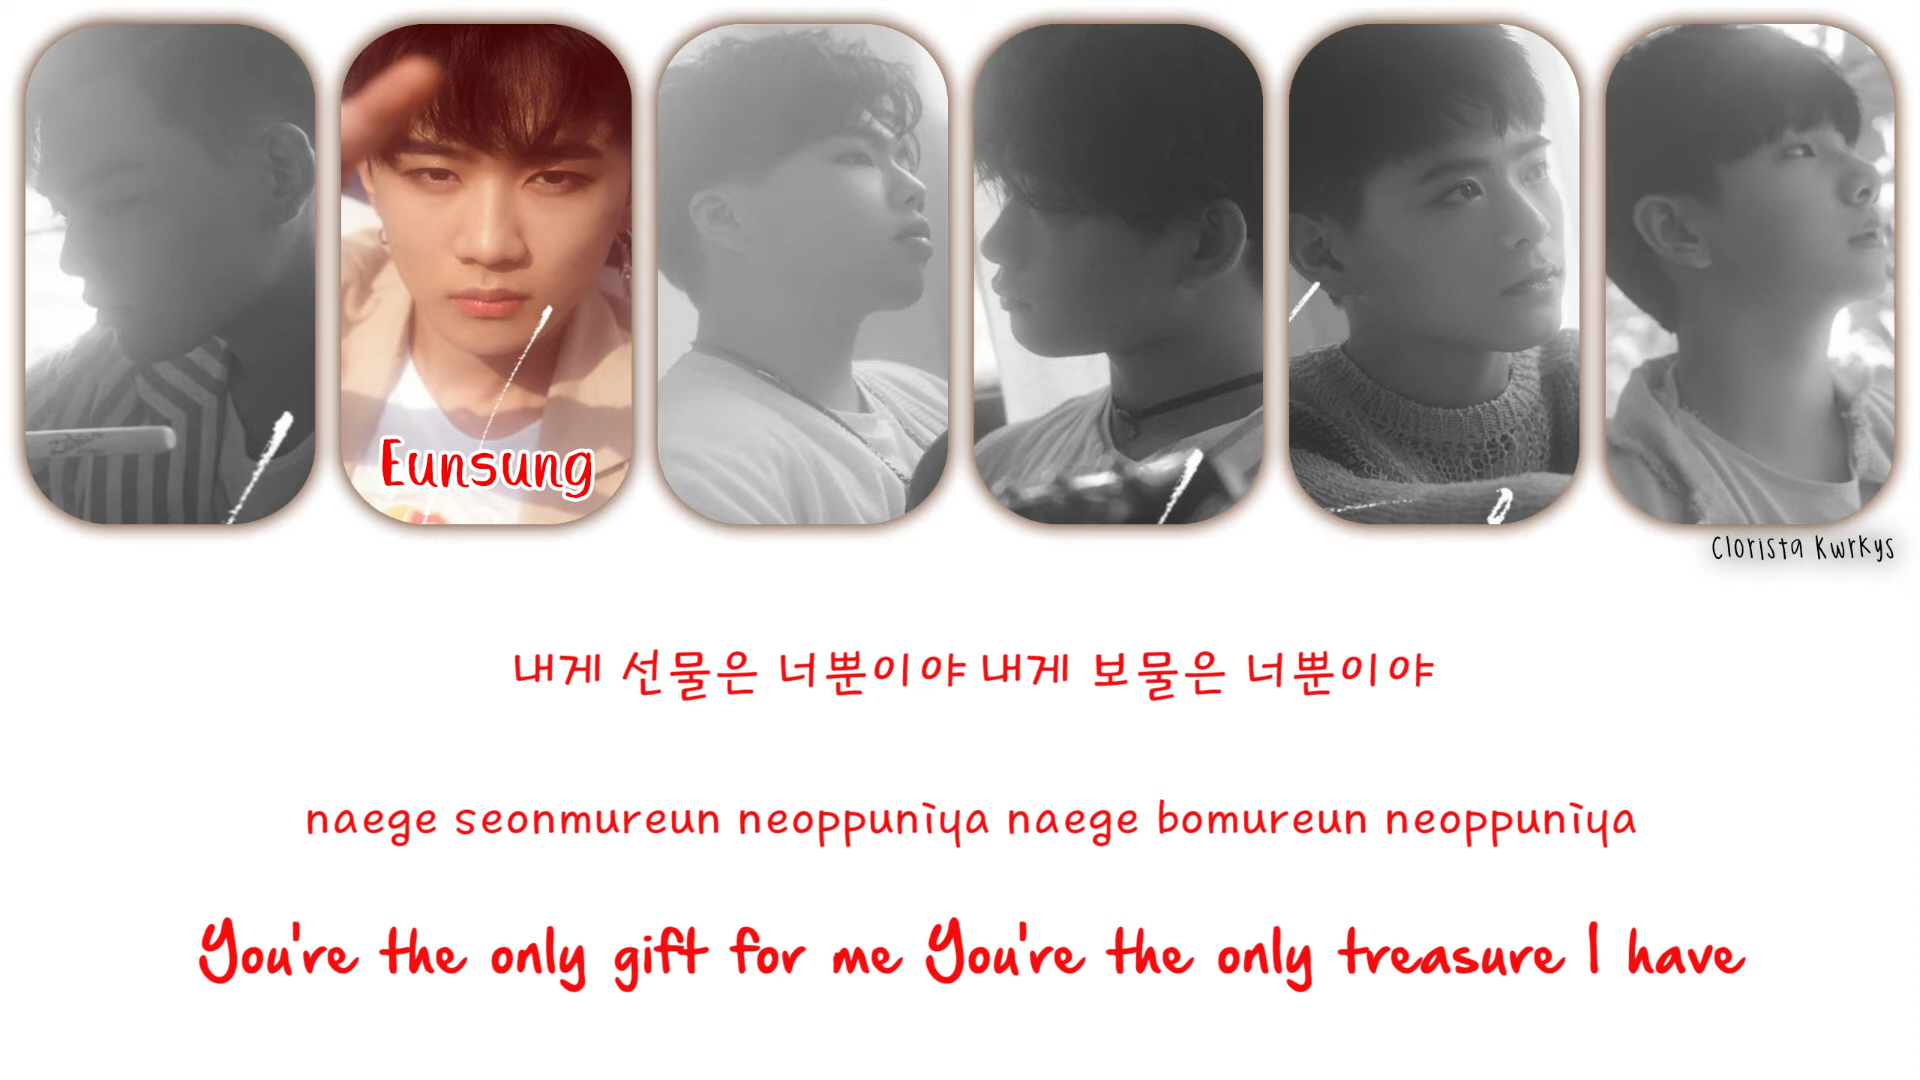 Eunsung
Clorista Kwrkys
내게 선물은 너뿐이야 내게 보물은 너뿐이야
naege seonmureun neoppuniya naege bomureun neoppuniya
You're the only gift for me You're the only treasure I have